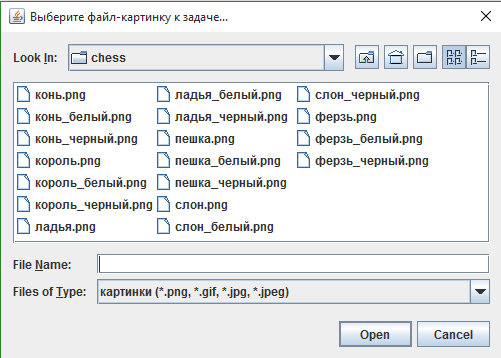 Выберите файл-картинку к задаче...
Look In: chess
конь.png ладья_белый.png слон_черный.png
конь_белый.png ладья_черный.png ферзь.png
конь_черный.png пешка.png ферзь_белый.png
король.png пешка_белый.png ферзь_черный.png
король_белый.png пешка_черный.png
король_черный.png слон.png
ладья.png слон_белый.png
File Name:
Files of Type: картинки (*.png, *.gif, *.jpg, *.jpeg)
Open Cancel